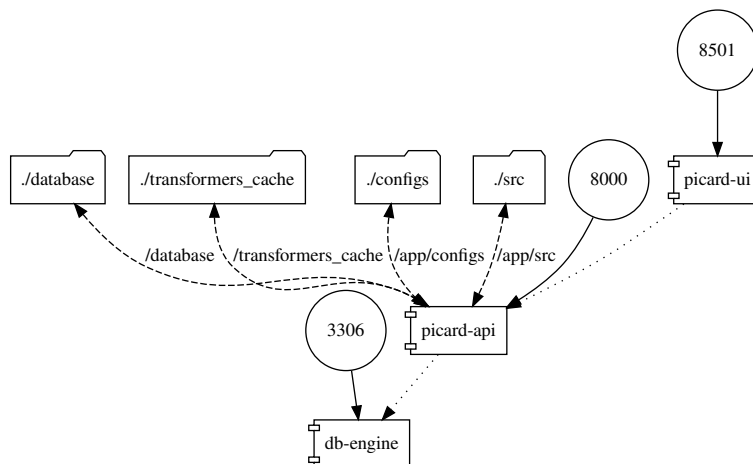 8501
./database
./transformers_cache
./configs
./src
8000
picard-ui
/database
/transformers_cache
/app/configs
/app/src
3306
picard-api
db-engine